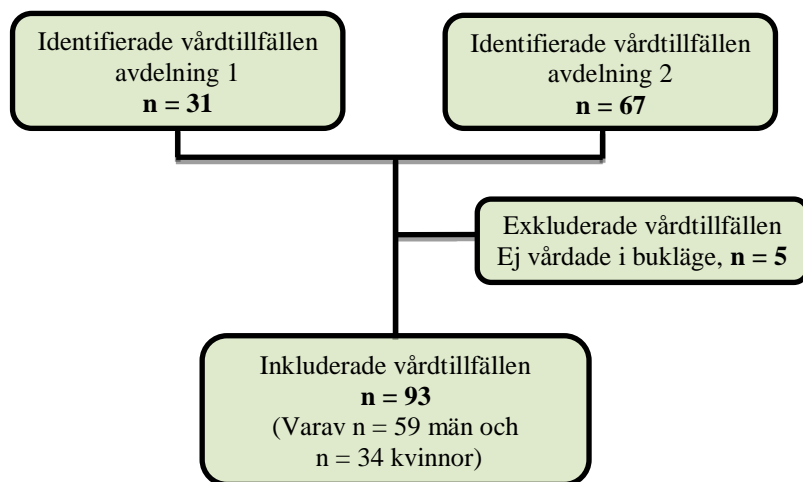 Identifierade vårdtillfällen
avdelning 1
n = 31
Identifierade vårdtillfällen
avdelning 2
n = 67
Exkluderade vårdtillfällen
Ej vårdade i bukläge, n = 5
Inkluderade vårdtillfällen
n = 93
(Varav n = 59 män och
n = 34 kvinnor)